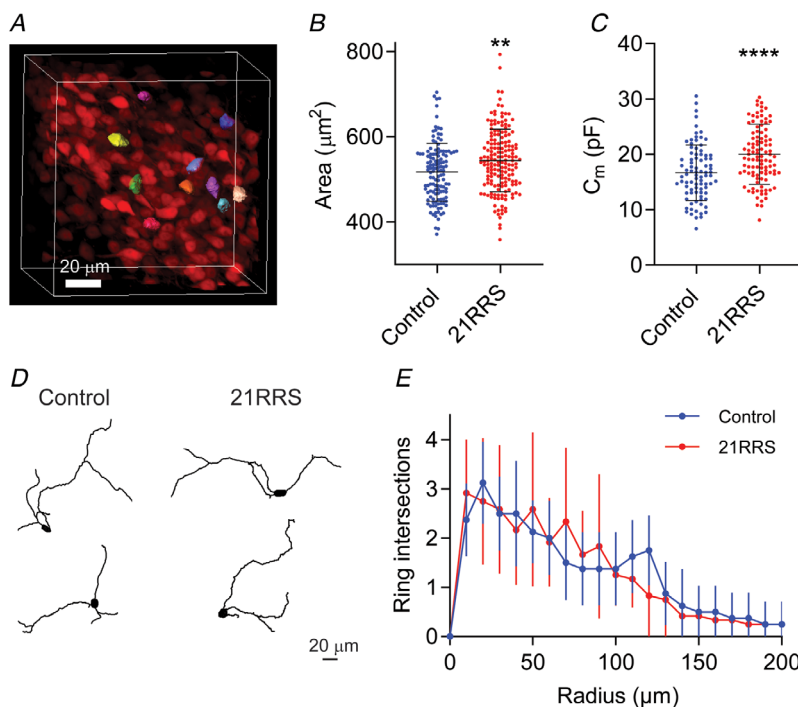 A
20 μm
B
**
Area (μm²)
800
600
400
Control
21RRS
C
****
Cm (pF)
40
30
20
10
0
Control
21RRS
D
Control
21RRS
20 μm
E
Control
21RRS
Ring intersections
4
3
2
1
0
0 50 100 150 200
Radius (μm)